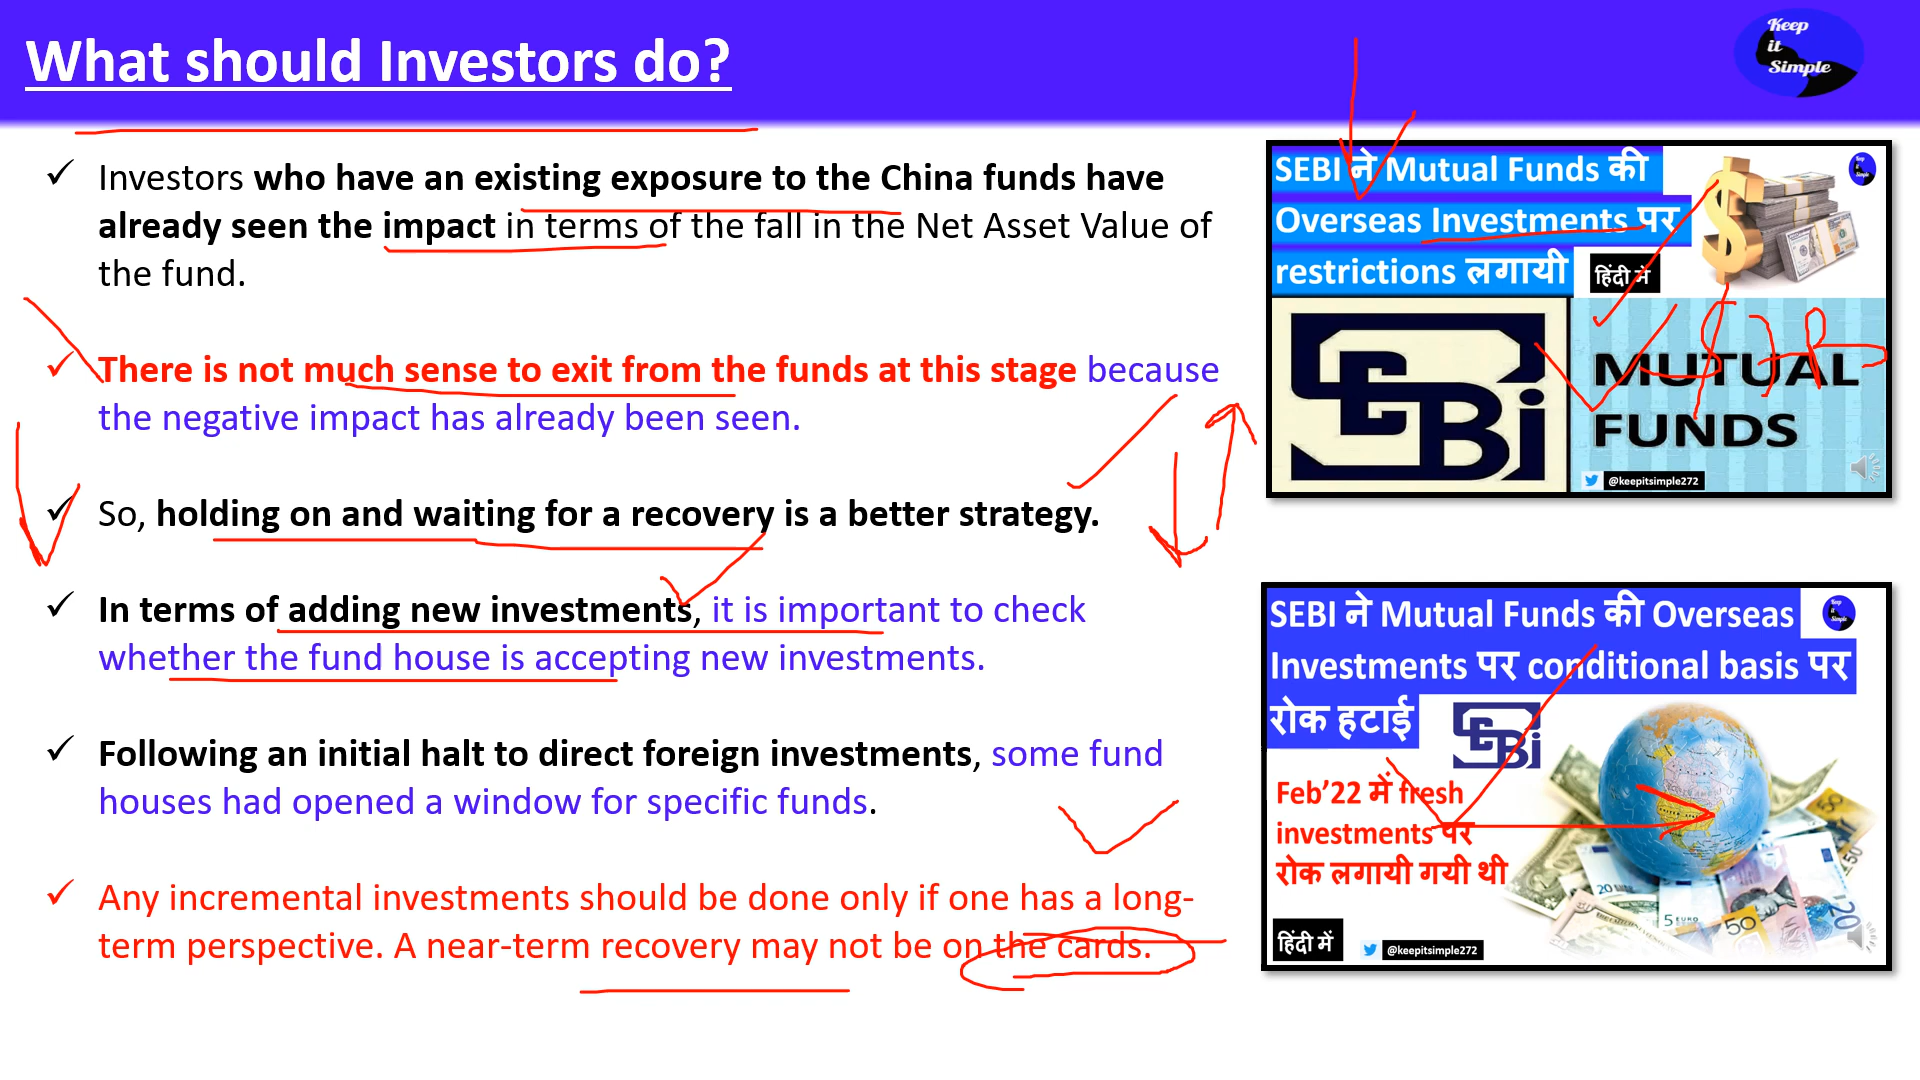 What should Investors do?
Keep
it
Simple
Investors who have an existing exposure to the China funds have
already seen the impact in terms of the fall in the Net Asset Value of
the fund.
There is not much sense to exit from the funds at this stage because
the negative impact has already been seen.
So, holding on and waiting for a recovery is a better strategy.
In terms of adding new investments, it is important to check
whether the fund house is accepting new investments.
Following an initial halt to direct foreign investments, some fund
houses had opened a window for specific funds.
Any incremental investments should be done only if one has a long-
term perspective. A near-term recovery may not be on the cards.
SEBI ने Mutual Funds की
Overseas Investments पर
restrictions लगायी
हिंदी में
SEBI
MUTUAL
FUNDS
@keepitsimple272
SEBI ने Mutual Funds की Overseas
Investments पर conditional basis पर
रोक हटाई
SEBI
Feb'22 में fresh
investments पर
रोक लगायी गयी थी
हिंदी में
@keepitsimple272